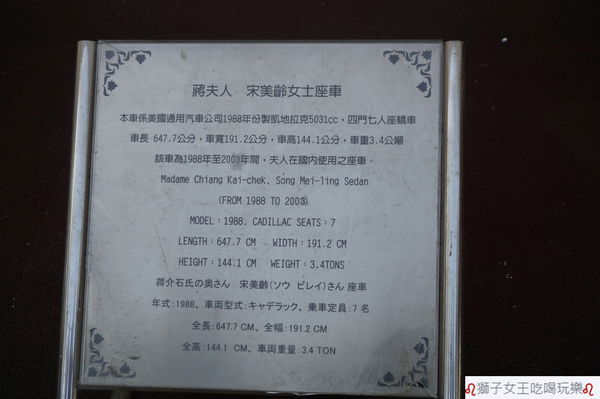 蔣夫人　宋美齡女士座車
本車係美國通用汽車公司1988年份製凱地拉克5031cc，四門七人座轎車
車長 647.7公分，車寬191.2公分，車高144.1公分，車重3.4公噸
該車為1988年至2003年間，夫人在國內使用之座車。
Madame Chiang Kai-chek, Song Mei-ling Sedan
(FROM 1988 TO 2003)
MODEL：1988, CADILLAC SEATS：7
LENGTH：647.7 CM　WIDTH：191.2 CM
HEIGHT：144.1 CM　WEIGHT：3.4TONS
蒋介石氏の奥さん　宋美齢(ソウ ビレイ)さん 座車
年式:1988、車両型式:キャデラック、乗車定員:7 名
全長:647.7 CM、全幅:191.2 CM
全高:144.1 CM、車両重量:3.4 TON
♌獅子女王吃喝玩樂♌